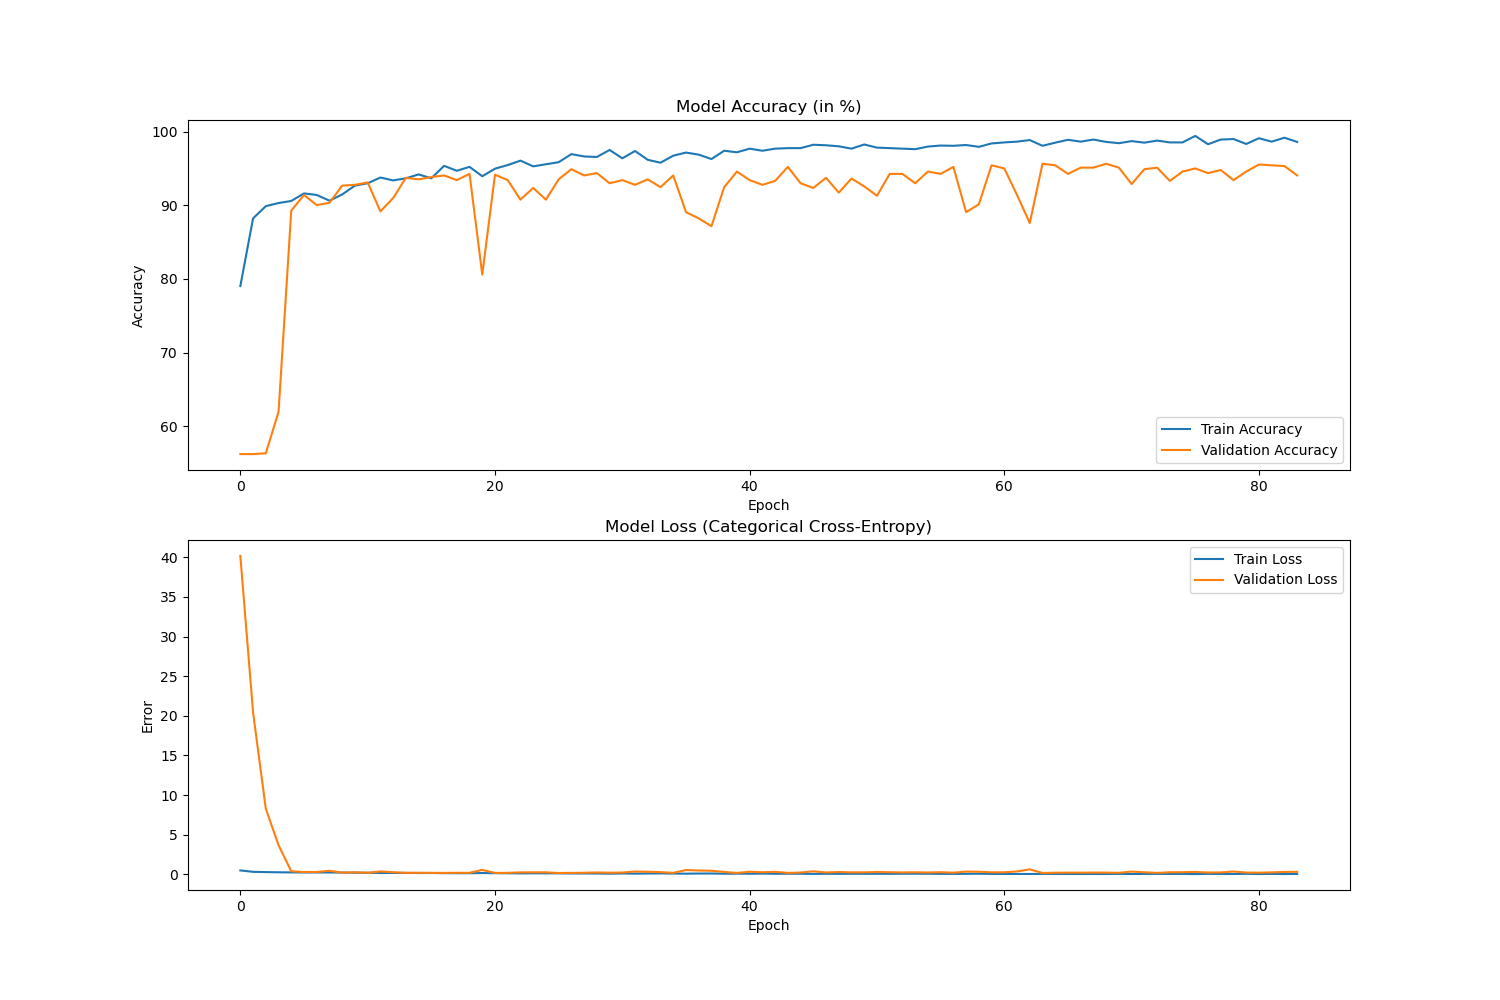 Model Accuracy (in %)
100
90
80
70
60
Accuracy
Train Accuracy
Validation Accuracy
0 20 40 60 80
Epoch
Model Loss (Categorical Cross-Entropy)
40
35
30
25
20
15
10
5
0
Error
Train Loss
Validation Loss
0 20 40 60 80
Epoch